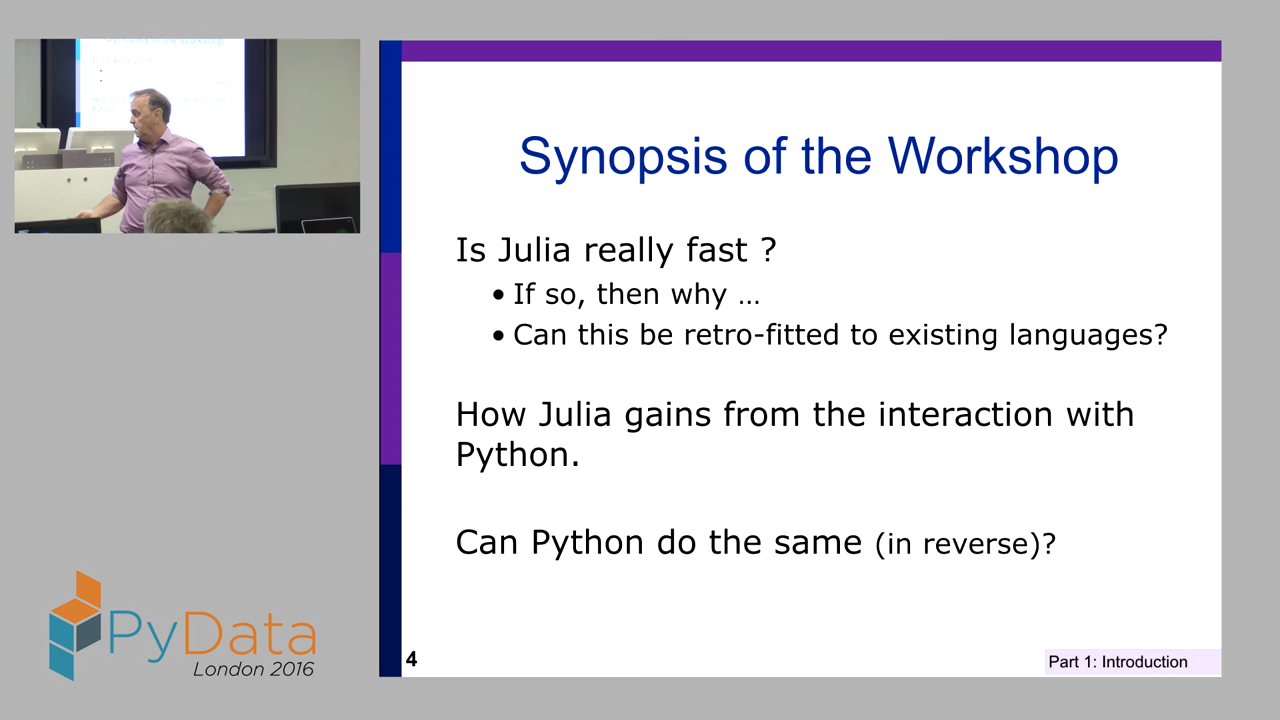 Synopsis of the Workshop
Is Julia really fast ?
• If so, then why …
• Can this be retro-fitted to existing languages?
How Julia gains from the interaction with
Python.
Can Python do the same (in reverse)?
4
Part 1: Introduction
PyData
London 2016